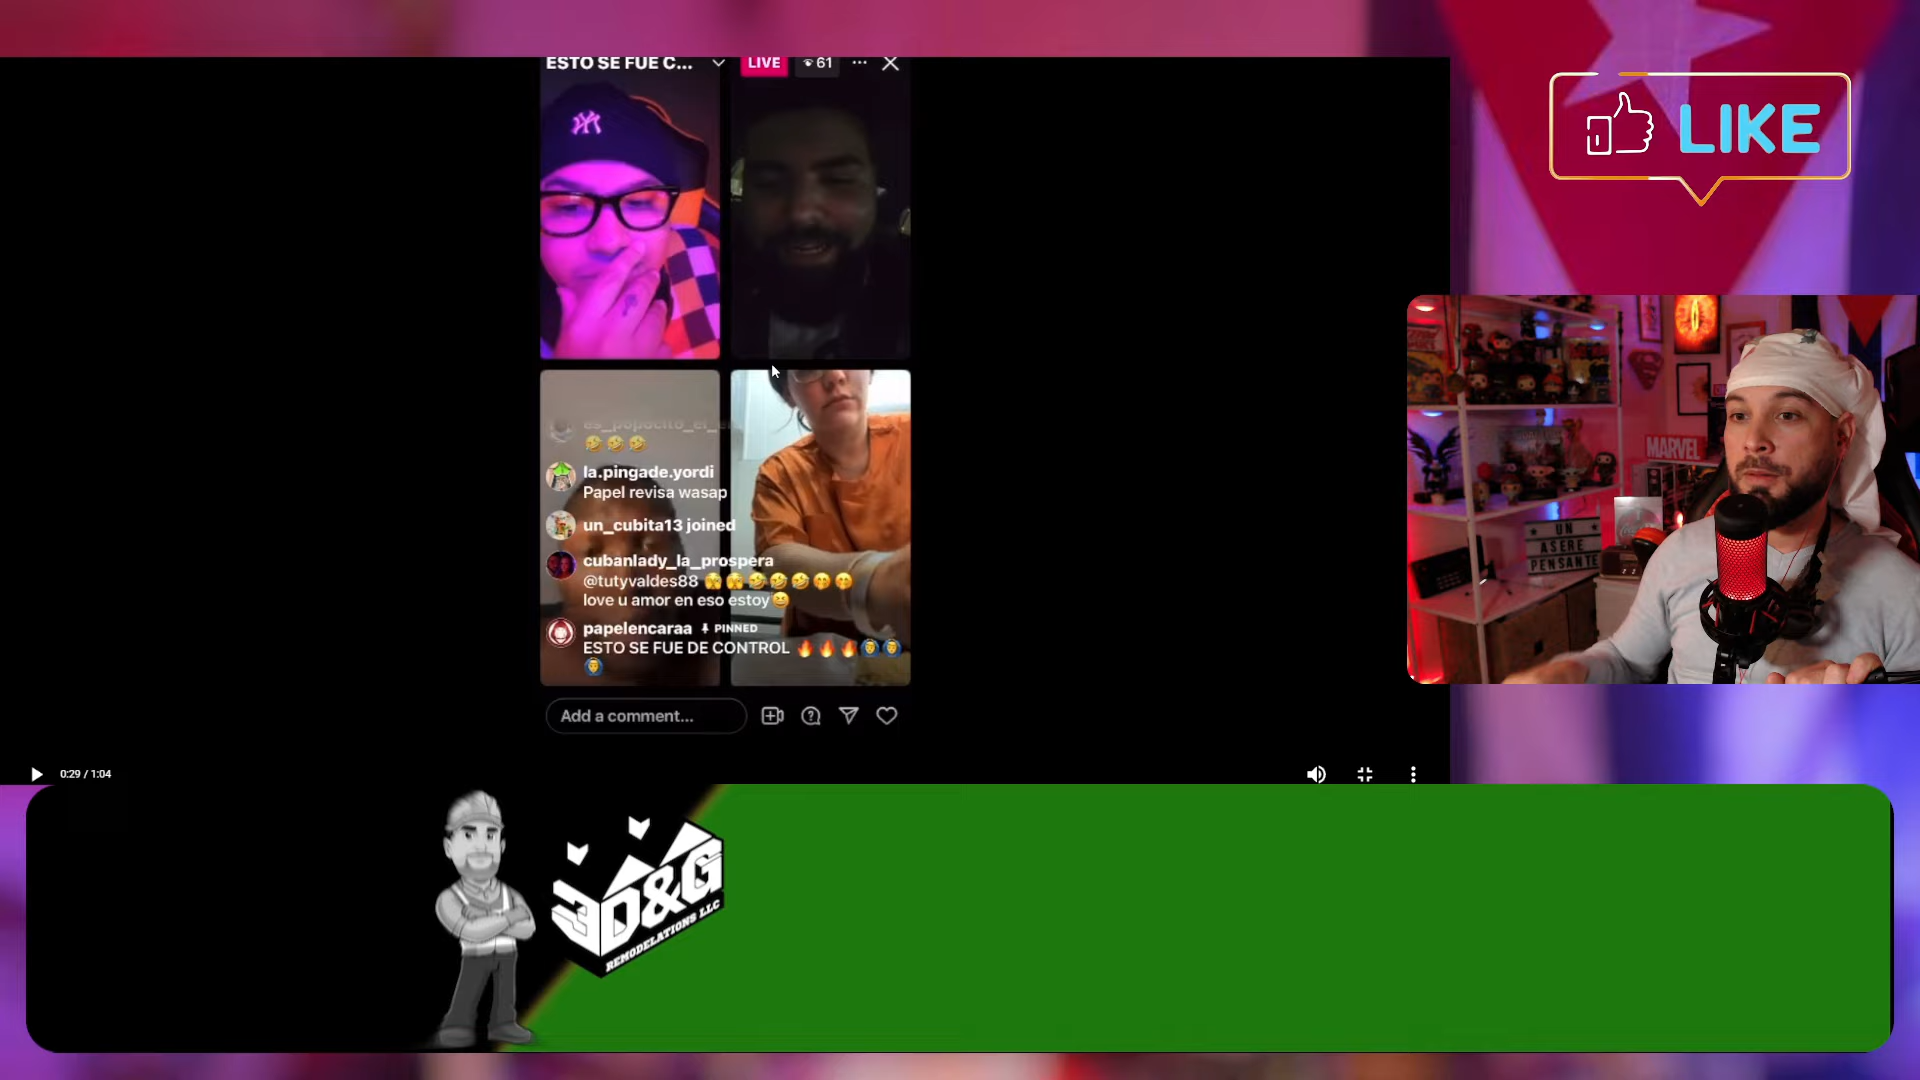 ESTO SE FUE C...
LIVE
61
LIKE
NY
🤣🤣🤣
la.pingade.yordi
Papel revisa wasap
un_cubita13 joined
cubanlady_la_prospera
@tutyvaldes88 🫣🫣🤣🤣🤣🤭🤭
love u amor en eso estoy😆
papelencaraa PINNED
ESTO SE FUE DE CONTROL 🔥🔥🔥🙆‍♂️🙆‍♂️
🙆‍♂️
Add a comment...
0:29 / 1:04
MARVEL
UN
ASERE
PENSANTE
3D&G
REMODELATIONS LLC